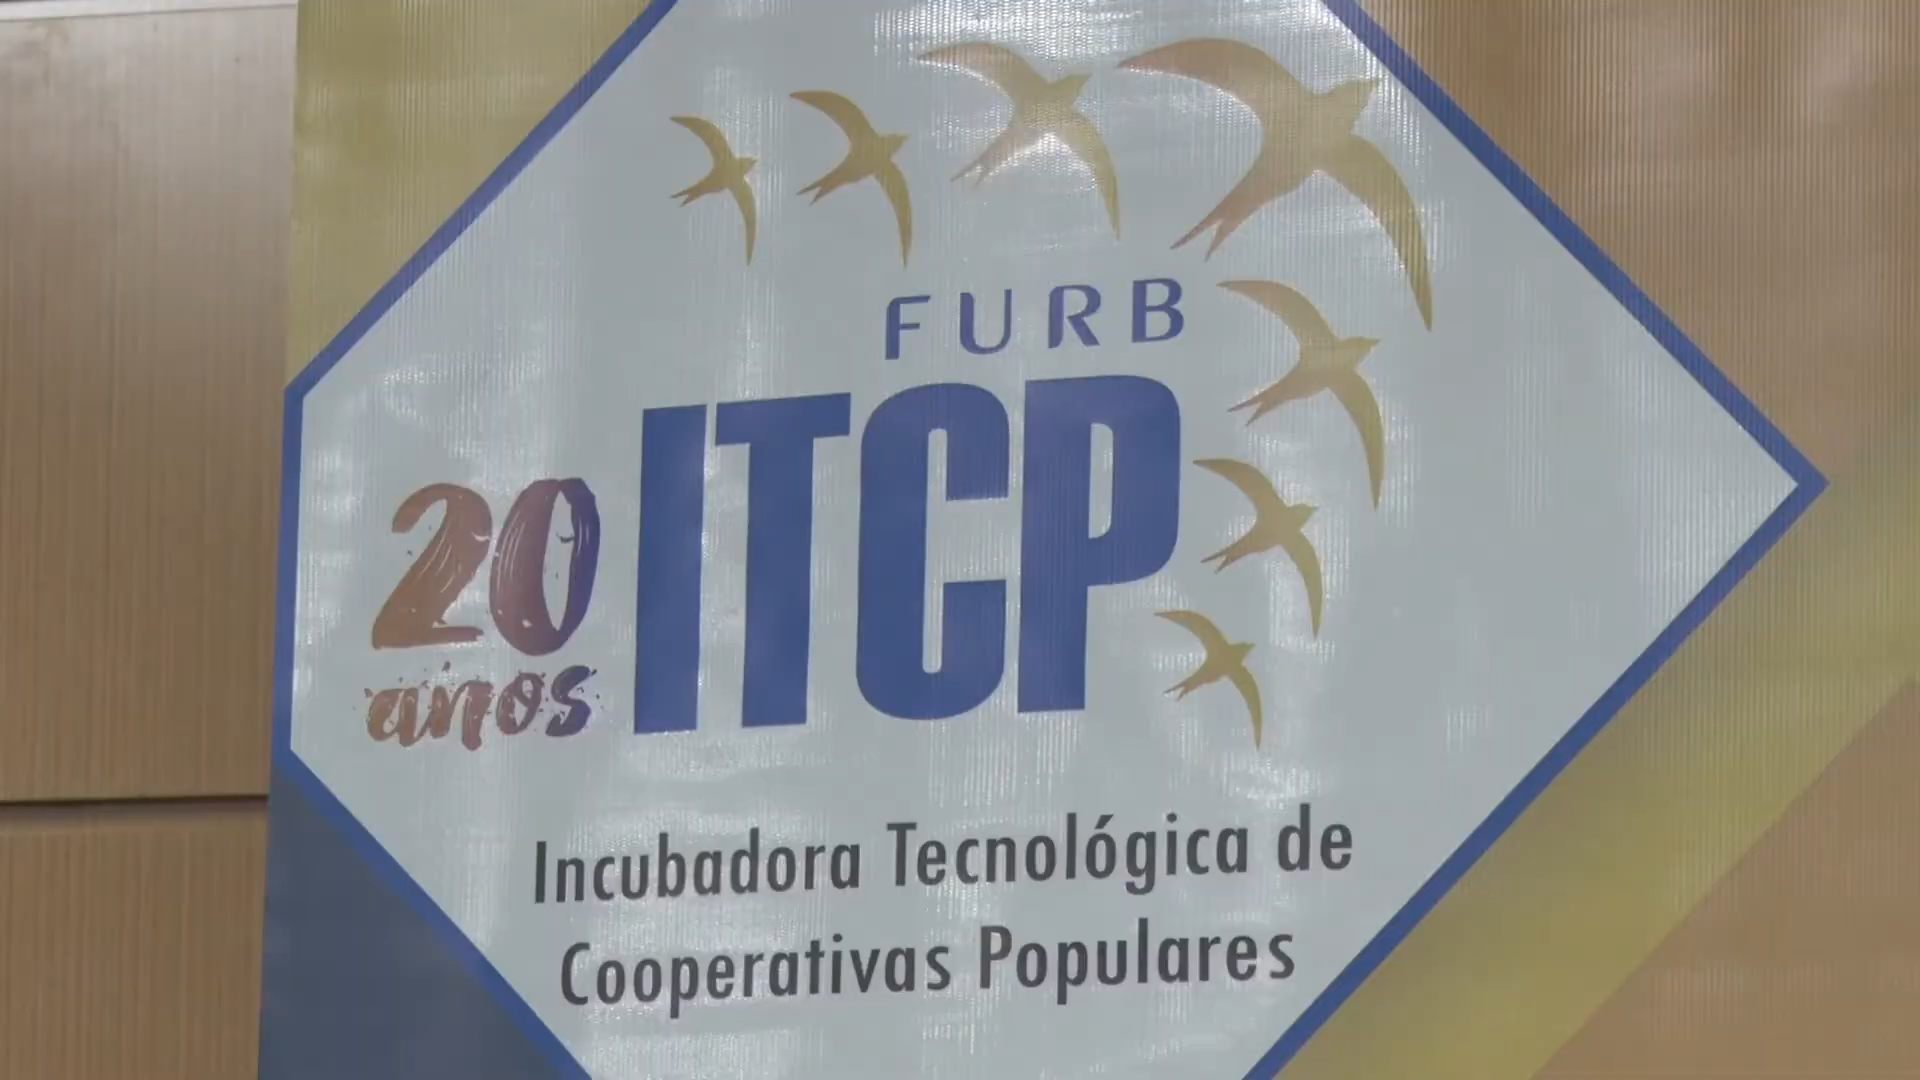 FURB
ITCP
20
anos
Incubadora Tecnológica de
Cooperativas Populares